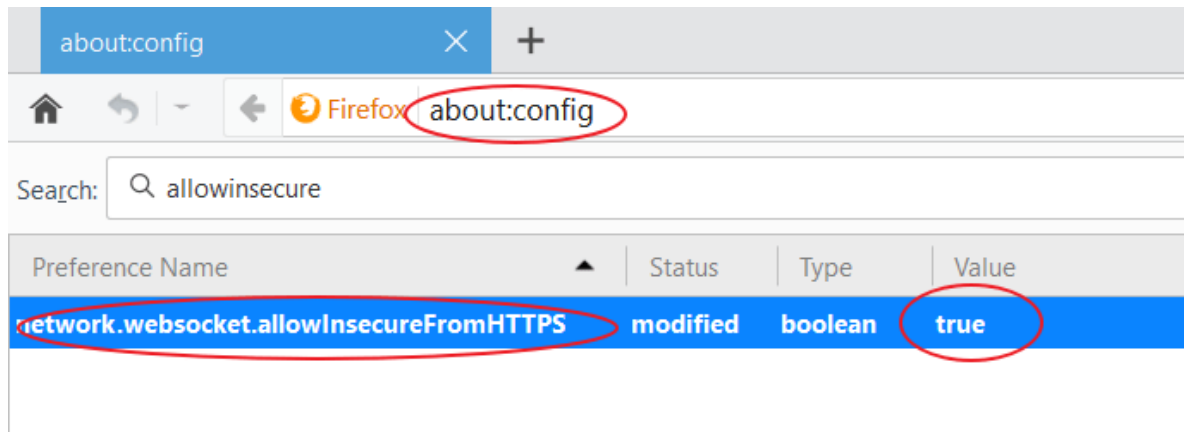 about:config
Firefox about:config
Search: allowinsecure
Preference Name Status Type Value
network.websocket.allowInsecureFromHTTPS modified boolean true